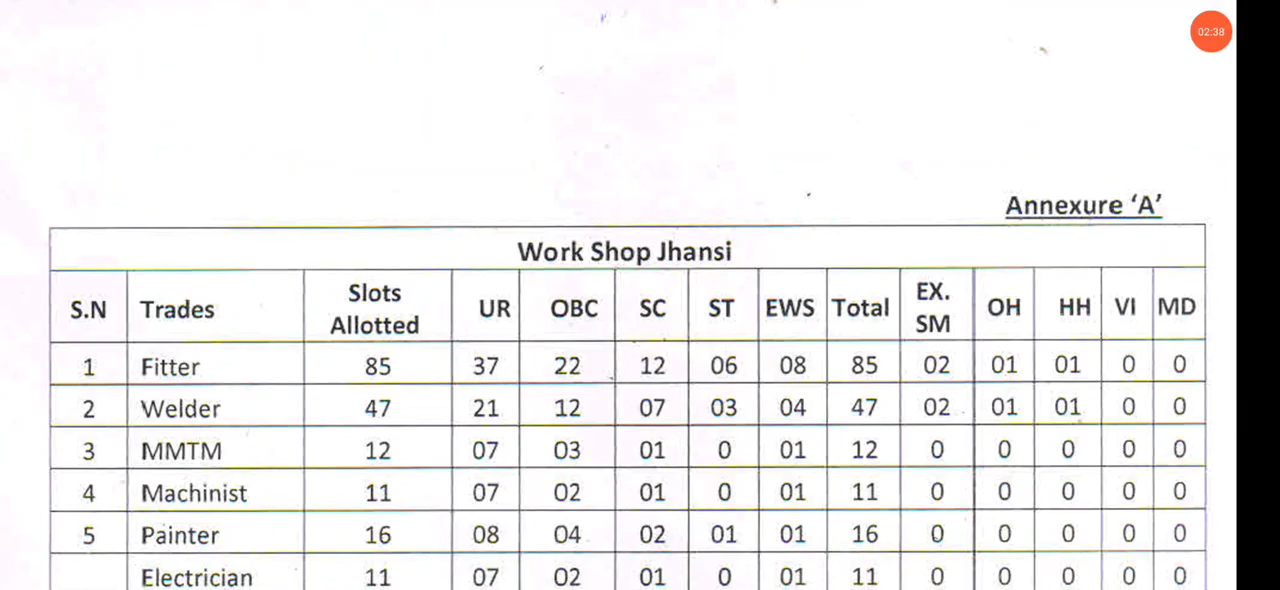 02:38
Annexure 'A'
Work Shop Jhansi
S.N Trades Slots Allotted UR OBC SC ST EWS Total EX. SM OH HH VI MD
1 Fitter 85 37 22 12 06 08 85 02 01 01 0 0
2 Welder 47 21 12 07 03 04 47 02 01 01 0 0
3 MMTM 12 07 03 01 0 01 12 0 0 0 0 0
4 Machinist 11 07 02 01 0 01 11 0 0 0 0 0
5 Painter 16 08 04 02 01 01 16 0 0 0 0 0
Electrician 11 07 02 01 0 01 11 0 0 0 0 0